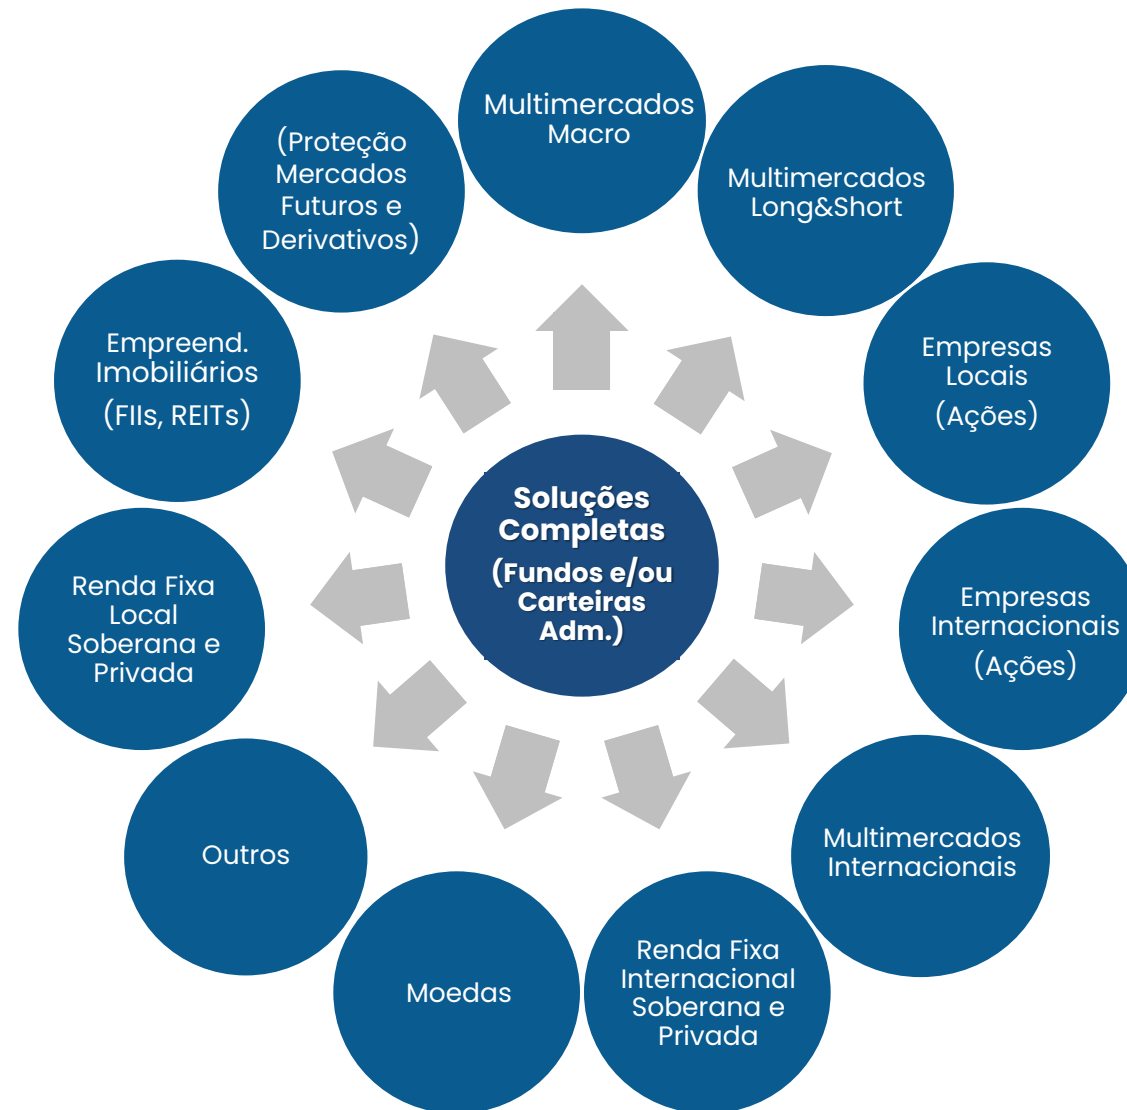 Multimercados
Macro
Multimercados
Long&Short
Empresas
Locais
(Ações)
Empresas
Internacionais
(Ações)
Multimercados
Internacionais
Renda Fixa
Internacional
Soberana e
Privada
Moedas
Outros
Renda Fixa
Local
Soberana e
Privada
Empreend.
Imobiliários
(FIIs, REITs)
(Proteção
Mercados
Futuros e
Derivativos)
Soluções
Completas
(Fundos e/ou
Carteiras
Adm.)